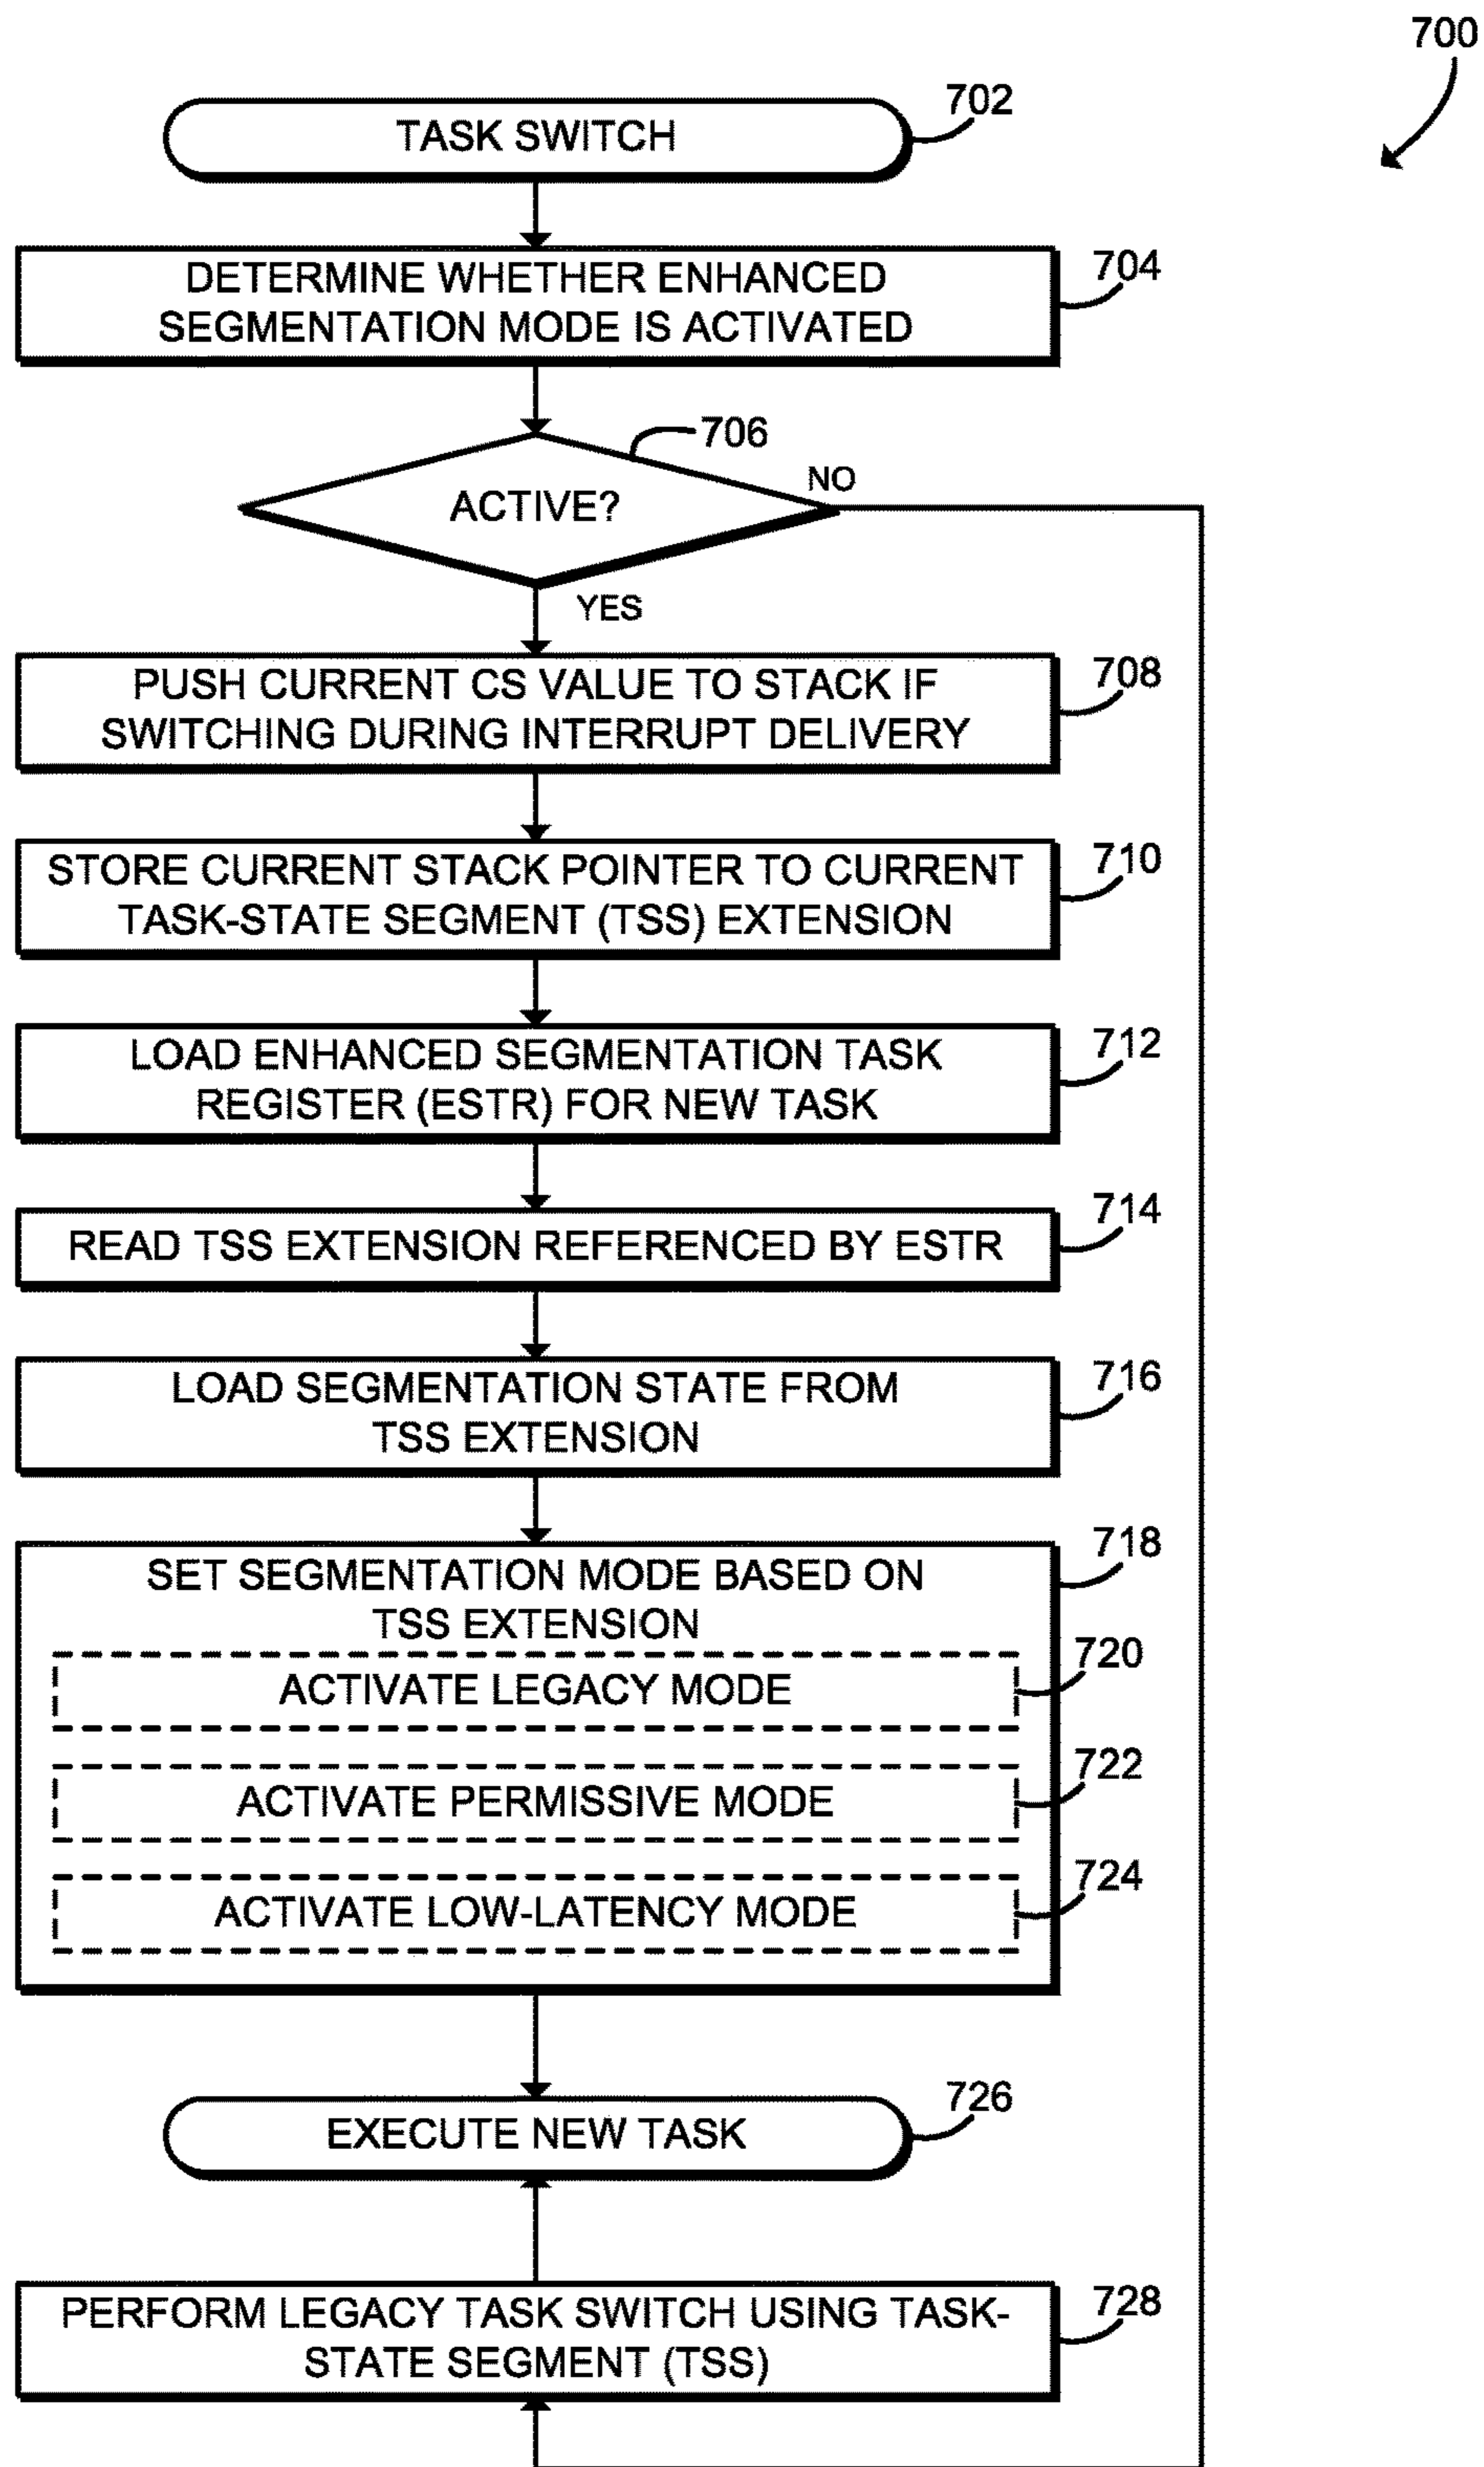 700
TASK SWITCH
702
DETERMINE WHETHER ENHANCED
SEGMENTATION MODE IS ACTIVATED
704
706
ACTIVE?
NO
YES
PUSH CURRENT CS VALUE TO STACK IF
SWITCHING DURING INTERRUPT DELIVERY
708
STORE CURRENT STACK POINTER TO CURRENT
TASK-STATE SEGMENT (TSS) EXTENSION
710
LOAD ENHANCED SEGMENTATION TASK
REGISTER (ESTR) FOR NEW TASK
712
READ TSS EXTENSION REFERENCED BY ESTR
714
LOAD SEGMENTATION STATE FROM
TSS EXTENSION
716
SET SEGMENTATION MODE BASED ON
TSS EXTENSION
718
ACTIVATE LEGACY MODE
720
ACTIVATE PERMISSIVE MODE
722
ACTIVATE LOW-LATENCY MODE
724
EXECUTE NEW TASK
726
PERFORM LEGACY TASK SWITCH USING TASK-
STATE SEGMENT (TSS)
728